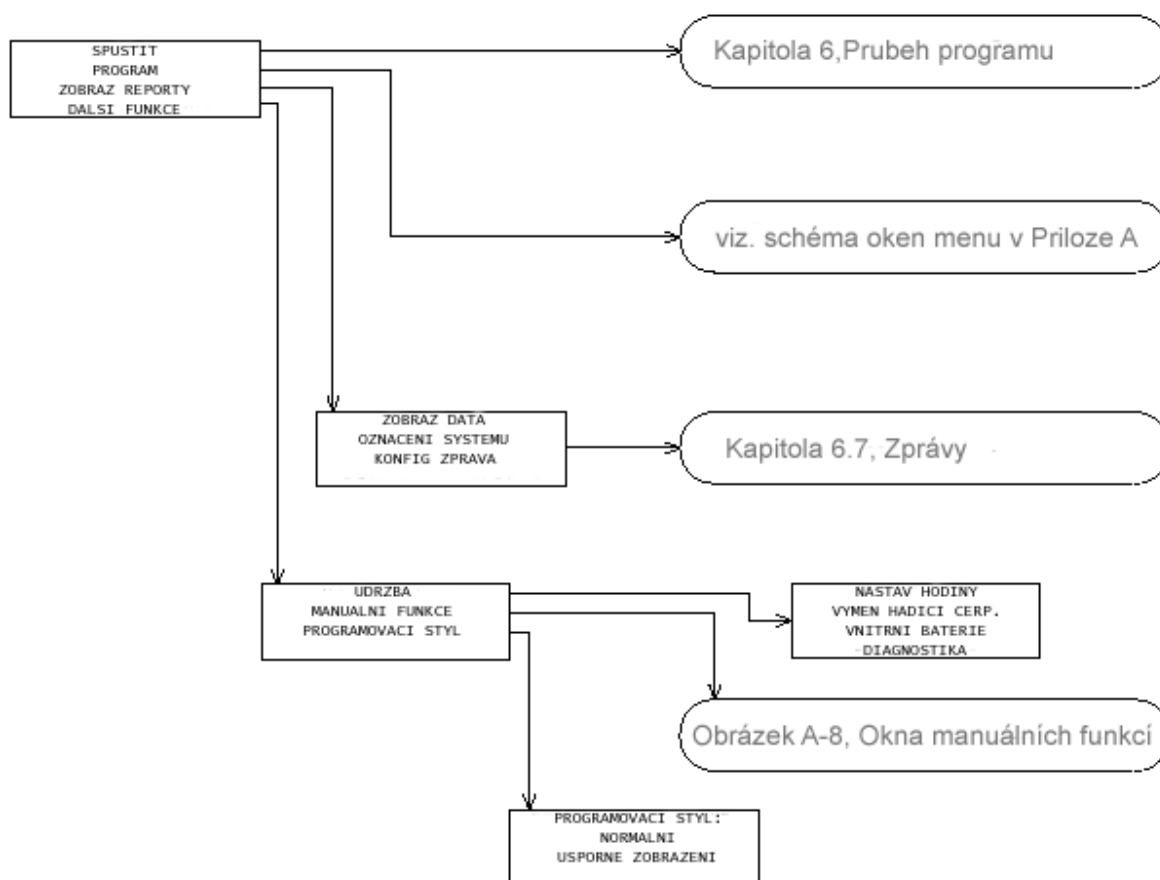 SPUSTIT
PROGRAM
ZOBRAZ REPORTY
DALSI FUNKCE
Kapitola 6,Prubeh programu
viz. schéma oken menu v Priloze A
ZOBRAZ DATA
OZNACENI SYSTEMU
KONFIG ZPRAVA
Kapitola 6.7, Zprávy
UDRZBA
MANUALNI FUNKCE
PROGRAMOVACI STYL
NASTAV HODINY
VYMEN HADICI CERP.
VNITRNI BATERIE
DIAGNOSTIKA
Obrázek A-8, Okna manuálních funkcí
PROGRAMOVACI STYL:
NORMALNI
USPORNE ZOBRAZENI